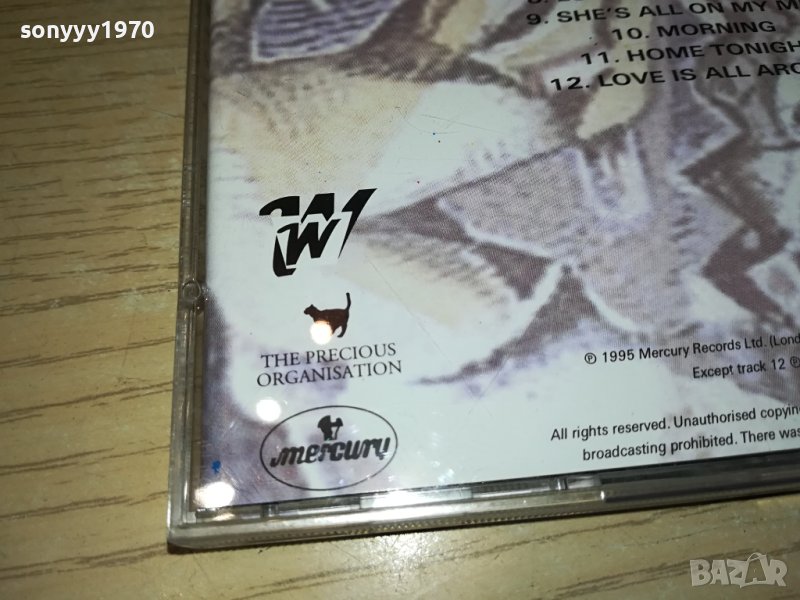 sonyyy1970
9. SHE'S ALL ON MY M
10. MORNING
11. HOME TONIGH
12. LOVE IS ALL ARO
THE PRECIOUS
ORGANISATION
mercury
℗ 1995 Mercury Records Ltd. (Lond
Except track 12 ℗
All rights reserved. Unauthorised copyin
broadcasting prohibited. There was
BAZAR